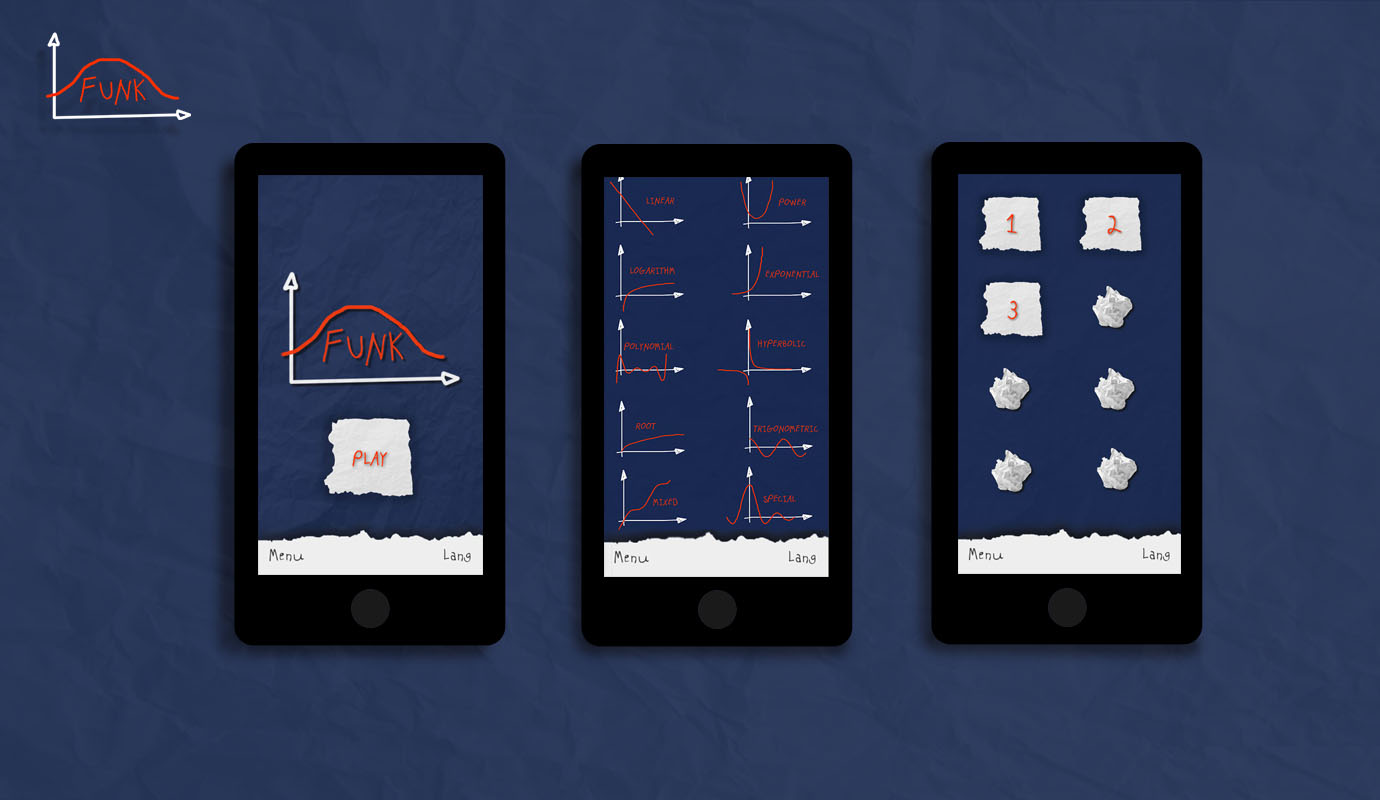 FUNK
FUNK
PLAY
Menu Lang
LINEAR POWER
LOGARITHM EXPONENTIAL
POLYNOMIAL HYPERBOLIC
ROOT TRIGONOMETRIC
MIXED SPECIAL
Menu Lang
1 2
3
Menu Lang